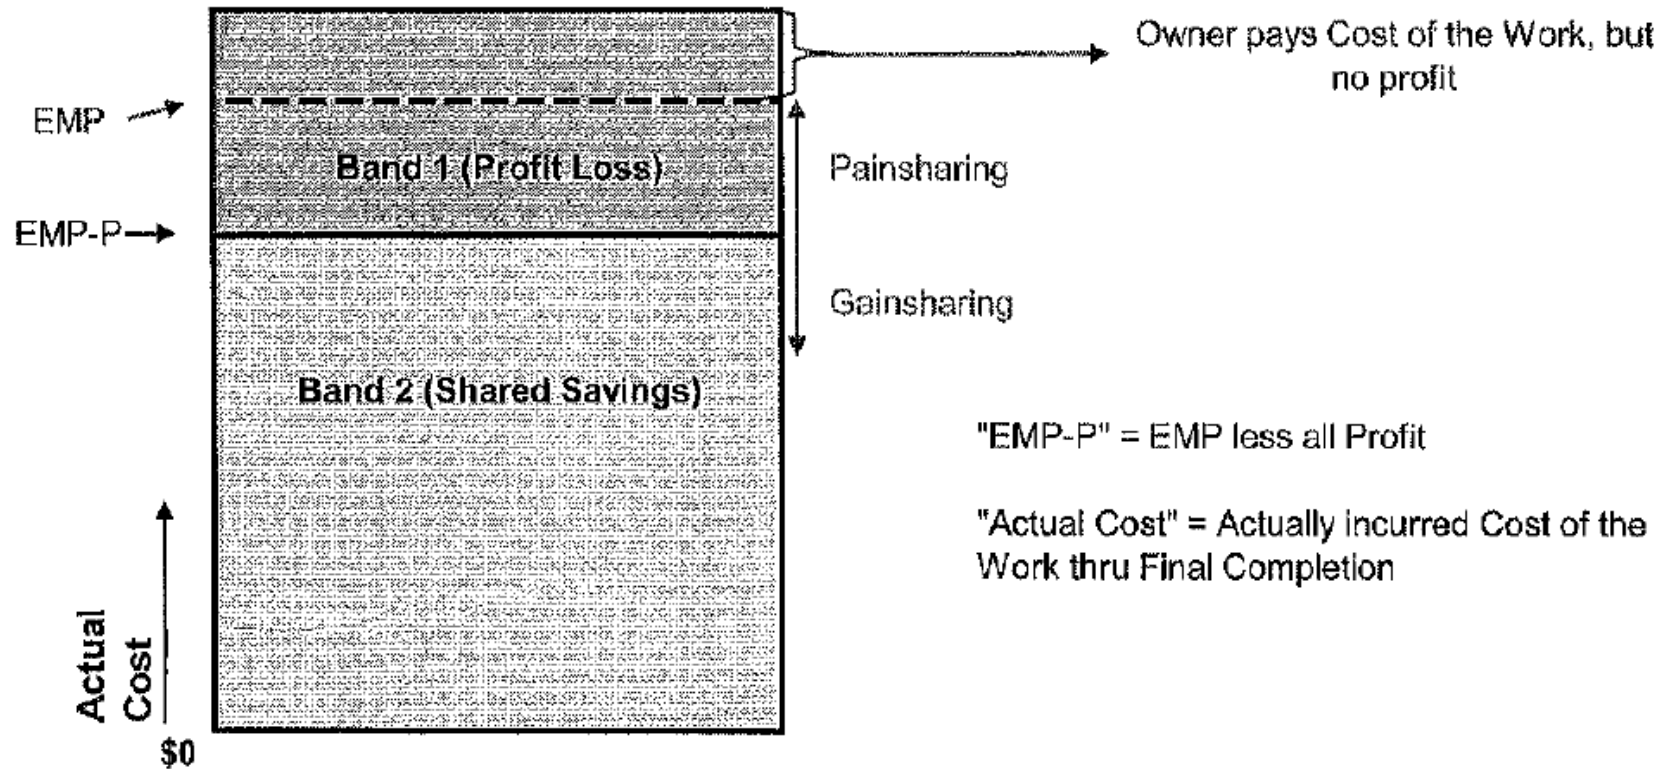 Owner pays Cost of the Work, but
no profit
EMP
Band 1 (Profit Loss)
Painsharing
EMP-P
Gainsharing
Band 2 (Shared Savings)
"EMP-P" = EMP less all Profit
"Actual Cost" = Actually incurred Cost of the
Work thru Final Completion
Actual
Cost
$0